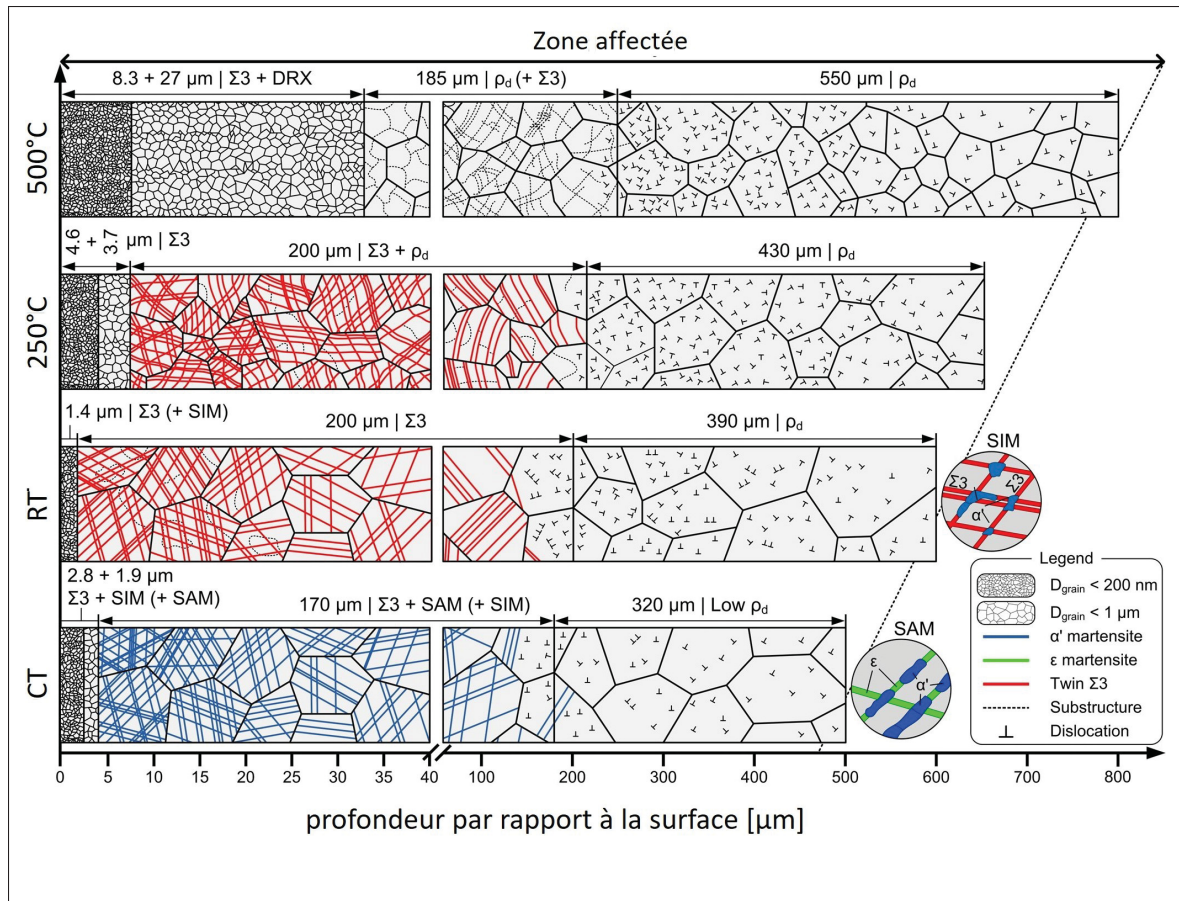 Zone affectée
8.3 + 27 µm | Σ3 + DRX
185 µm | ρd (+ Σ3)
550 µm | ρd
500°C
4.6 + 3.7 µm | Σ3
200 µm | Σ3 + ρd
430 µm | ρd
250°C
1.4 µm | Σ3 (+ SIM)
200 µm | Σ3
390 µm | ρd
RT
SIM
Σ3
Σ3
α'
2.8 + 1.9 µm
Σ3 + SIM (+ SAM)
170 µm | Σ3 + SAM (+ SIM)
320 µm | Low ρd
CT
SAM
ε
α'
Legend
Dgrain < 200 nm
Dgrain < 1 µm
α' martensite
ε martensite
Twin Σ3
Substructure
⊥ Dislocation
0 5 10 15 20 25 30 35 40 100 200 300 400 500 600 700 800
profondeur par rapport à la surface [µm]